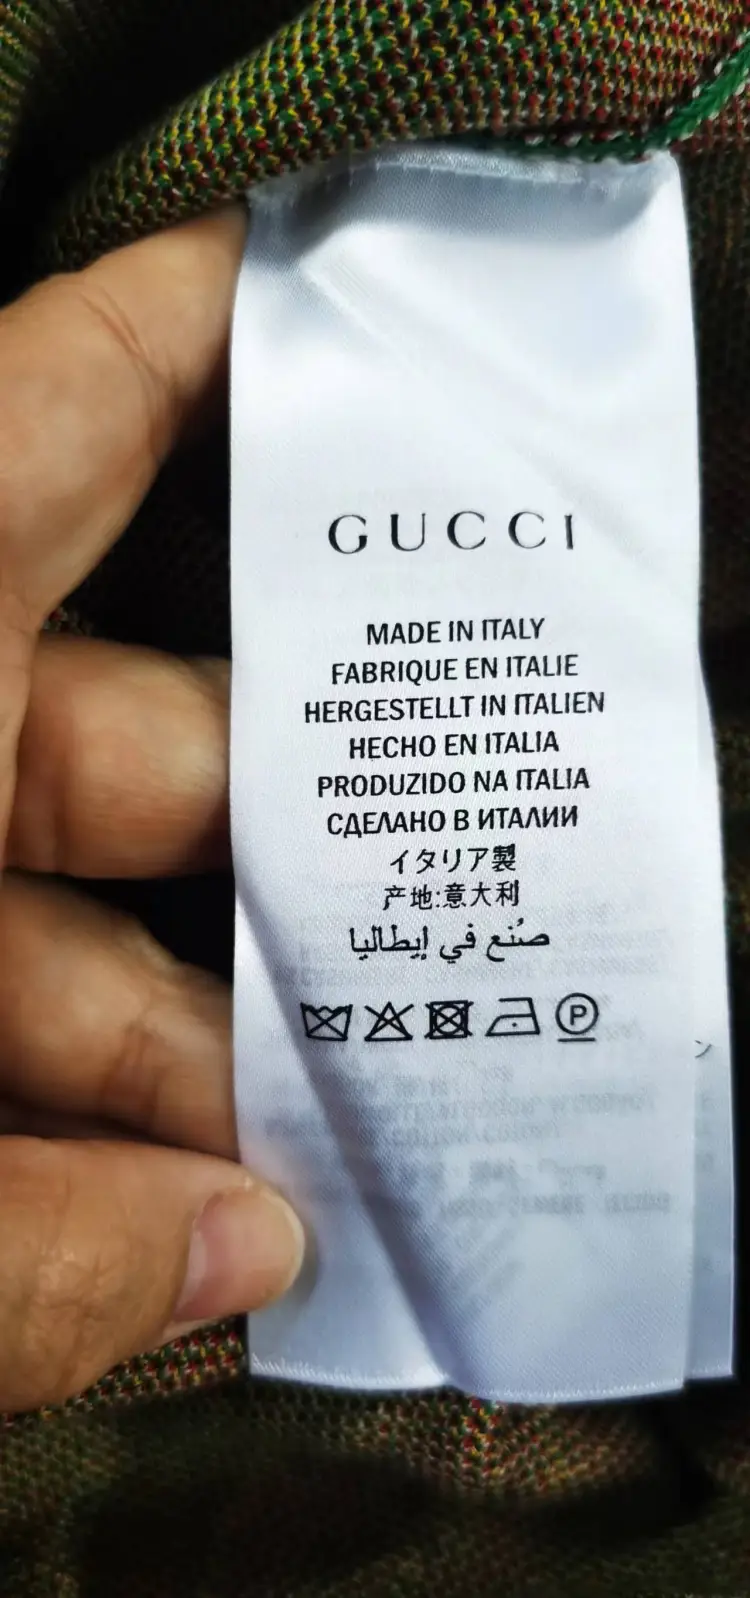 GUCCI
MADE IN ITALY
FABRIQUE EN ITALIE
HERGESTELLT IN ITALIEN
HECHO EN ITALIA
PRODUZIDO NA ITALIA
СДЕЛАНО В ИТАЛИИ
イタリア製
产地:意大利
صُنع في إيطاليا
P